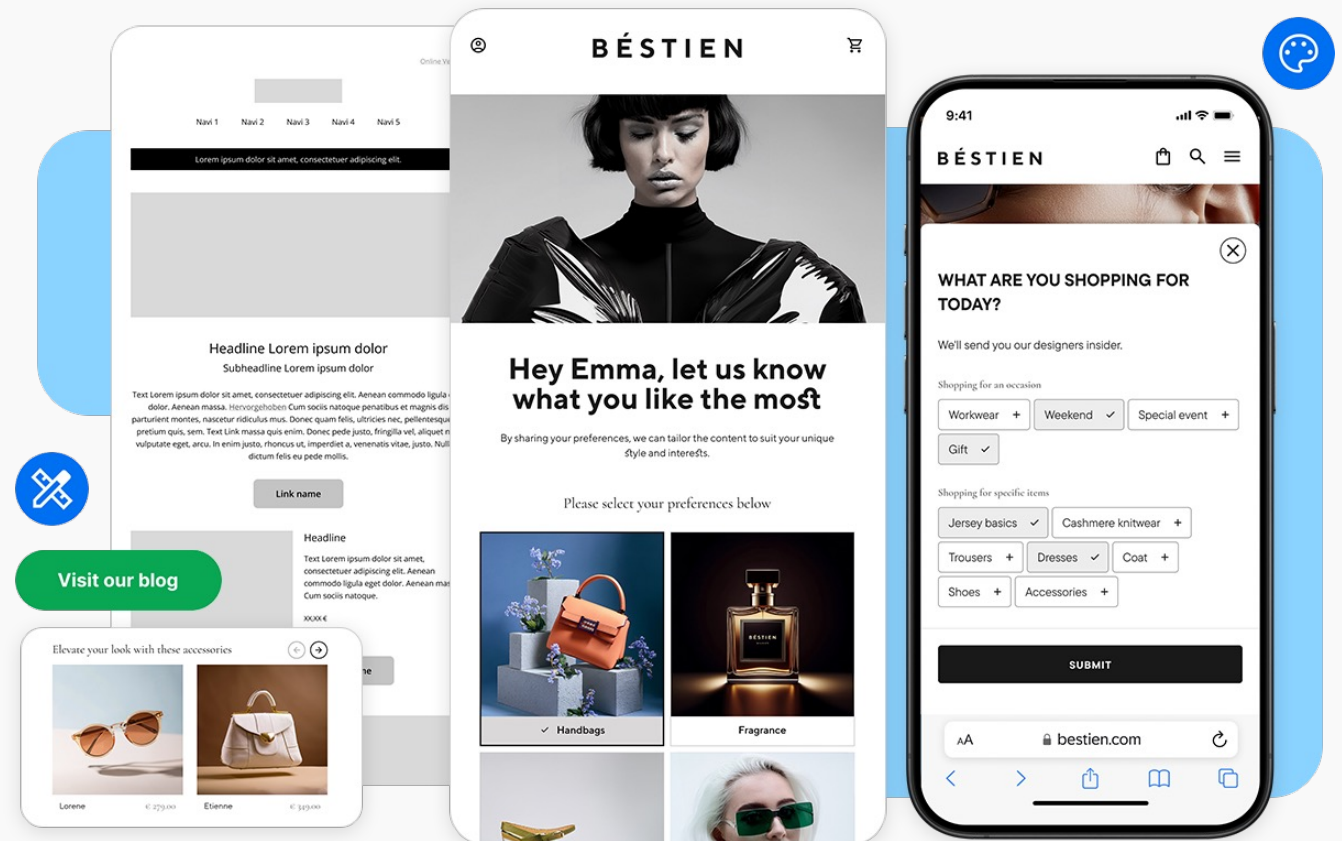 Online Ve
Navi 1 Navi 2 Navi 3 Navi 4 Navi 5
Lorem ipsum dolor sit amet, consectetuer adipiscing elit.
Headline Lorem ipsum dolor
Subheadline Lorem ipsum dolor
Text Lorem ipsum dolor sit amet, consectetuer adipiscing elit. Aenean commodo ligula
dolor. Aenean massa. Hervorgehoben Cum sociis natoque penatibus et magnis dis
parturient montes, nascetur ridiculus mus. Donec quam felis, ultricies nec, pellentesqu
pretium quis, sem. Text Link massa quis enim. Donec pede justo, fringilla vel, aliquet n
vulputate eget, arcu. In enim justo, rhoncus ut, imperdiet a, venenatis vitae, justo. Null
dictum felis eu pede mollis.
Link name
Headline
Text Lorem ipsum dolor sit amet,
consectetuer adipiscing elit. Aenean
commodo ligula eget dolor. Aenean mas
Cum sociis natoque.
XX,XX €
me
Visit our blog
Elevate your look with these accessories
Lorene € 279.00
Etienne € 349.00
BÉSTIEN
Hey Emma, let us know
what you like the most
By sharing your preferences, we can tailor the content to suit your unique
style and interests.
Please select your preferences below
BÉSTIEN
Handbags
Fragrance
9:41
BÉSTIEN
WHAT ARE YOU SHOPPING FOR
TODAY?
We'll send you our designers insider.
Shopping for an occasion
Workwear + Weekend ✓ Special event +
Gift ✓
Shopping for specific items
Jersey basics ✓ Cashmere knitwear +
Trousers + Dresses ✓ Coat +
Shoes + Accessories +
SUBMIT
AA bestien.com